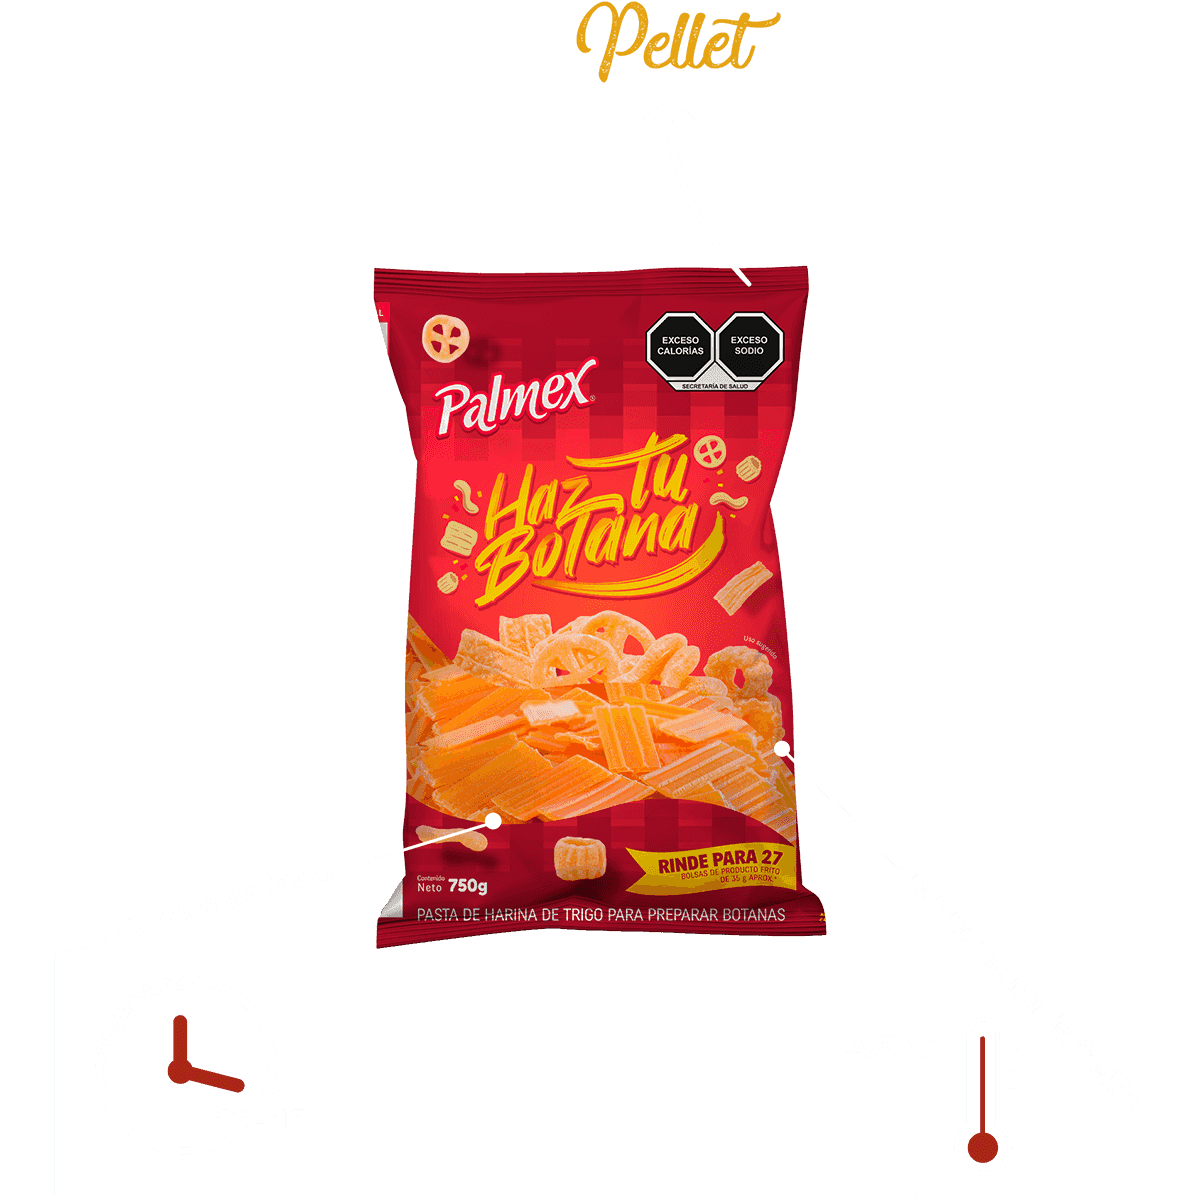 Pellet
EXCESO
CALORÍAS
EXCESO
SODIO
SECRETARÍA DE SALUD
Palmex®
Haz Tu
Botana
Uso sugerido
RINDE PARA 27
BOLSAS DE PRODUCTO FRITO
DE 35 g APROX.*
Contenido
Neto 750g
PASTA DE HARINA DE TRIGO PARA PREPARAR BOTANAS